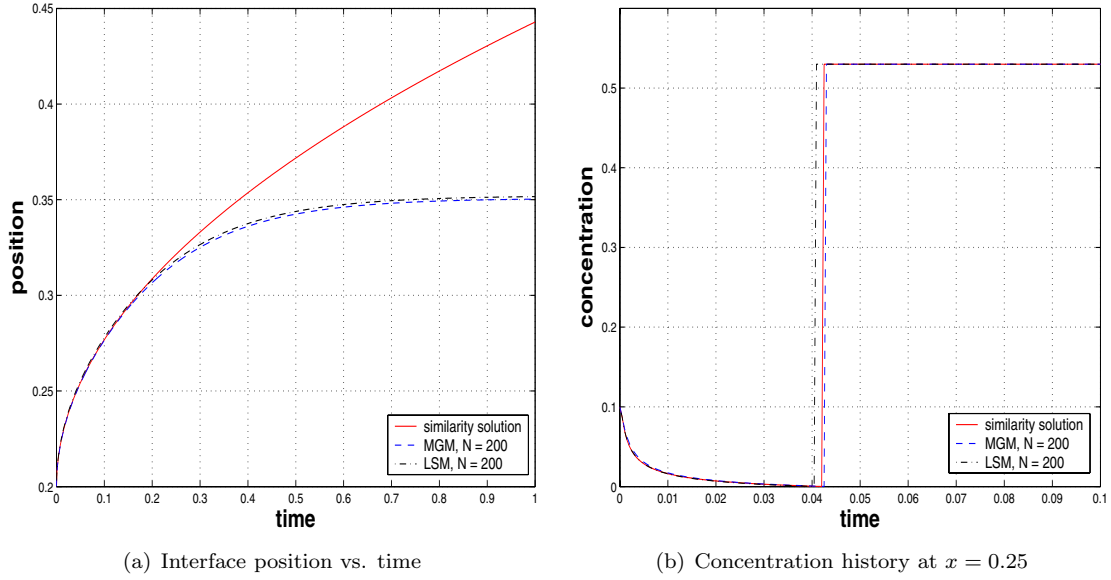 0.45
0.4
0.35
0.3
0.25
0.2
position
0 0.1 0.2 0.3 0.4 0.5 0.6 0.7 0.8 0.9 1
time
similarity solution
MGM, N = 200
LSM, N = 200
(a) Interface position vs. time
0.5
0.4
0.3
0.2
0.1
0
concentration
0 0.01 0.02 0.03 0.04 0.05 0.06 0.07 0.08 0.09 0.1
time
similarity solution
MGM, N = 200
LSM, N = 200
(b) Concentration history at x = 0.25